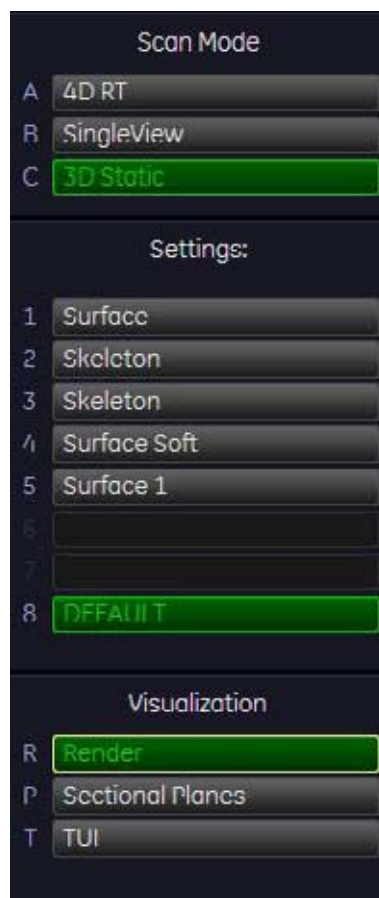 Scan Mode
A 4D RT
B SingleView
C 3D Static
Settings:
1 Surface
2 Skeleton
3 Skeleton
4 Surface Soft
5 Surface 1
6
7
8 DEFAULT
Visualization
R Render
P Sectional Planes
T TUI